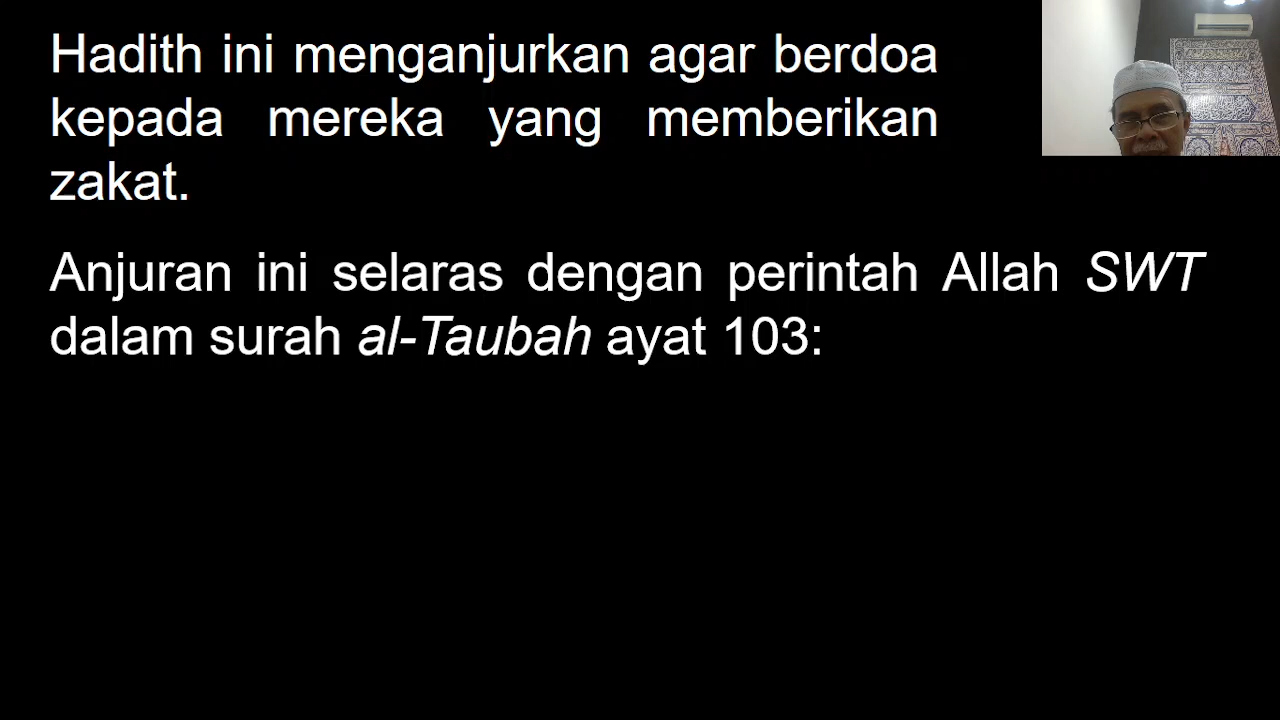 Hadith ini menganjurkan agar berdoa
kepada mereka yang memberikan
zakat.
Anjuran ini selaras dengan perintah Allah SWT
dalam surah al-Taubah ayat 103: